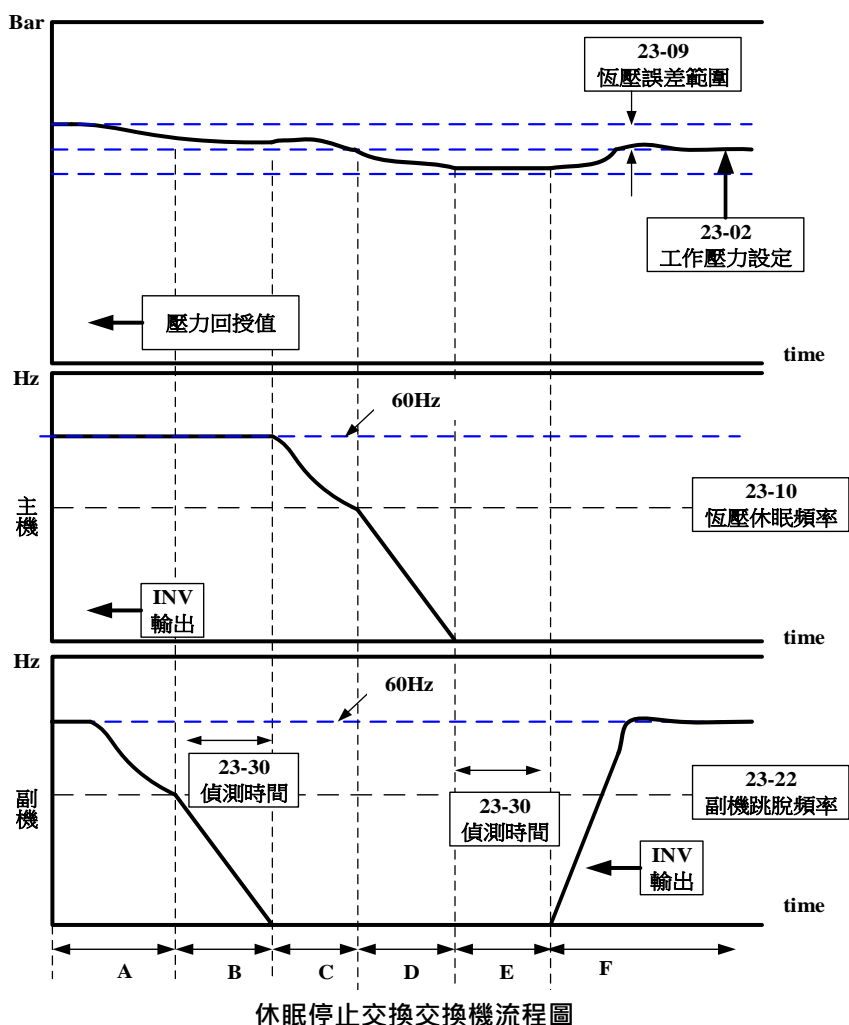 Bar
23-09
恆壓誤差範圍
23-02
工作壓力設定
壓力回授值
time
Hz
60Hz
主機
23-10
恆壓休眠頻率
INV
輸出
time
Hz
60Hz
23-30
偵測時間
23-30
偵測時間
副機
23-22
副機跳脫頻率
INV
輸出
time
A
B
C
D
E
F
休眠停止交換交換機流程圖